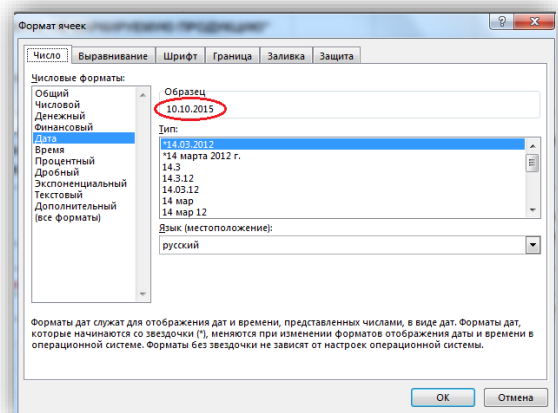 Формат ячеек
Число Выравнивание Шрифт Граница Заливка Защита
Числовые форматы:
Общий
Числовой
Денежный
Финансовый
Дата
Время
Процентный
Дробный
Экспоненциальный
Текстовый
Дополнительный
(все форматы)
Образец
10.10.2015
Тип:
*14.03.2012
*14 марта 2012 г.
14.3
14.3.12
14.03.12
14 мар
14 мар 12
Язык (местоположение):
русский
Форматы дат служат для отображения дат и времени, представленных числами, в виде дат. Форматы дат,
которые начинаются со звездочки (*), меняются при изменении форматов отображения даты и времени в
операционной системе. Форматы без звездочки не зависят от настроек операционной системы.
ОК Отмена